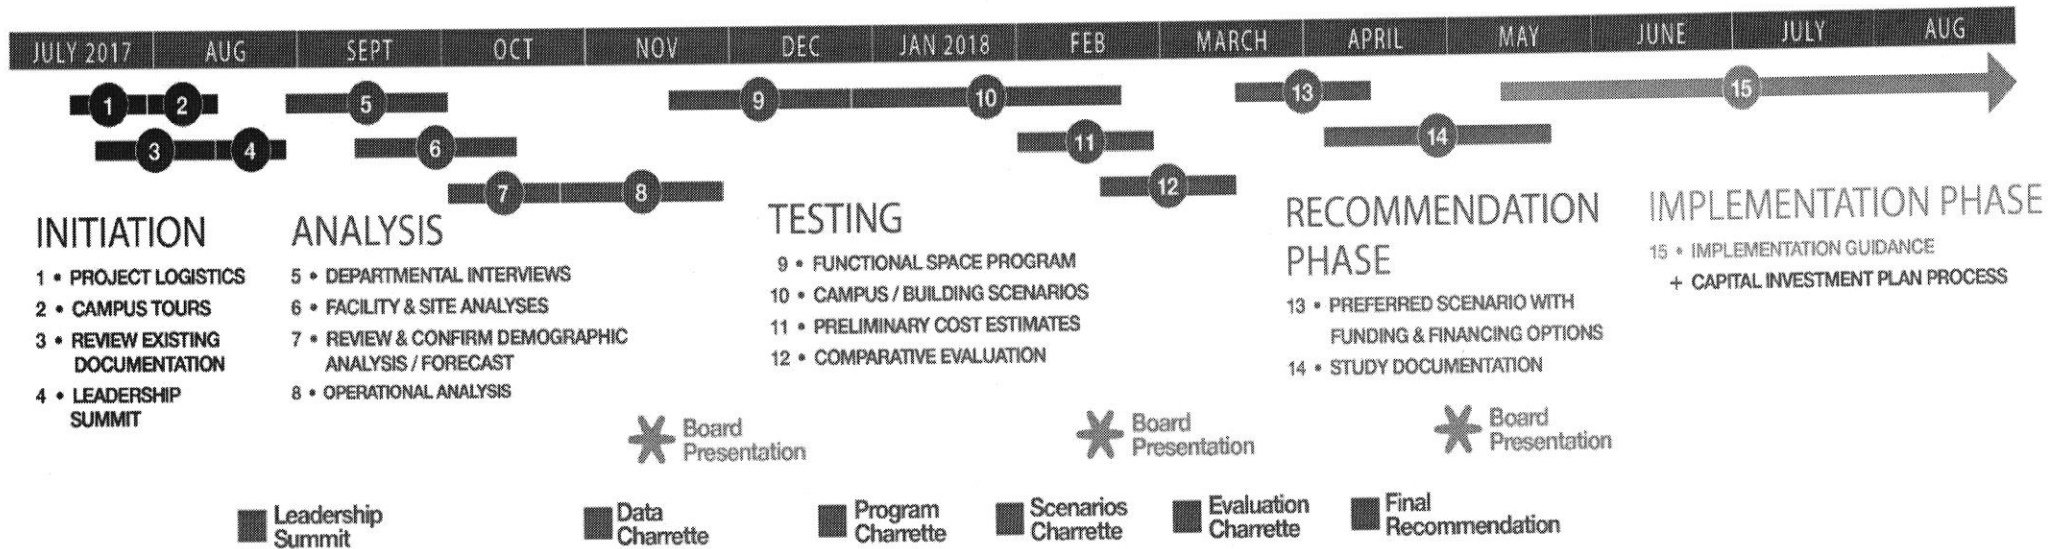 JULY 2017 AUG SEPT OCT NOV DEC JAN 2018 FEB MARCH APRIL MAY JUNE JULY AUG
1 2 5 9 10 13 15
3 4 6 11 14
7 8 12
INITIATION
1 • PROJECT LOGISTICS
2 • CAMPUS TOURS
3 • REVIEW EXISTING
DOCUMENTATION
4 • LEADERSHIP
SUMMIT
ANALYSIS
5 • DEPARTMENTAL INTERVIEWS
6 • FACILITY & SITE ANALYSES
7 • REVIEW & CONFIRM DEMOGRAPHIC
ANALYSIS / FORECAST
8 • OPERATIONAL ANALYSIS
TESTING
9 • FUNCTIONAL SPACE PROGRAM
10 • CAMPUS / BUILDING SCENARIOS
11 • PRELIMINARY COST ESTIMATES
12 • COMPARATIVE EVALUATION
RECOMMENDATION
PHASE
13 • PREFERRED SCENARIO WITH
FUNDING & FINANCING OPTIONS
14 • STUDY DOCUMENTATION
IMPLEMENTATION PHASE
15 • IMPLEMENTATION GUIDANCE
+ CAPITAL INVESTMENT PLAN PROCESS
Board
Presentation
Board
Presentation
Board
Presentation
Leadership
Summit
Data
Charrette
Program
Charrette
Scenarios
Charrette
Evaluation
Charrette
Final
Recommendation